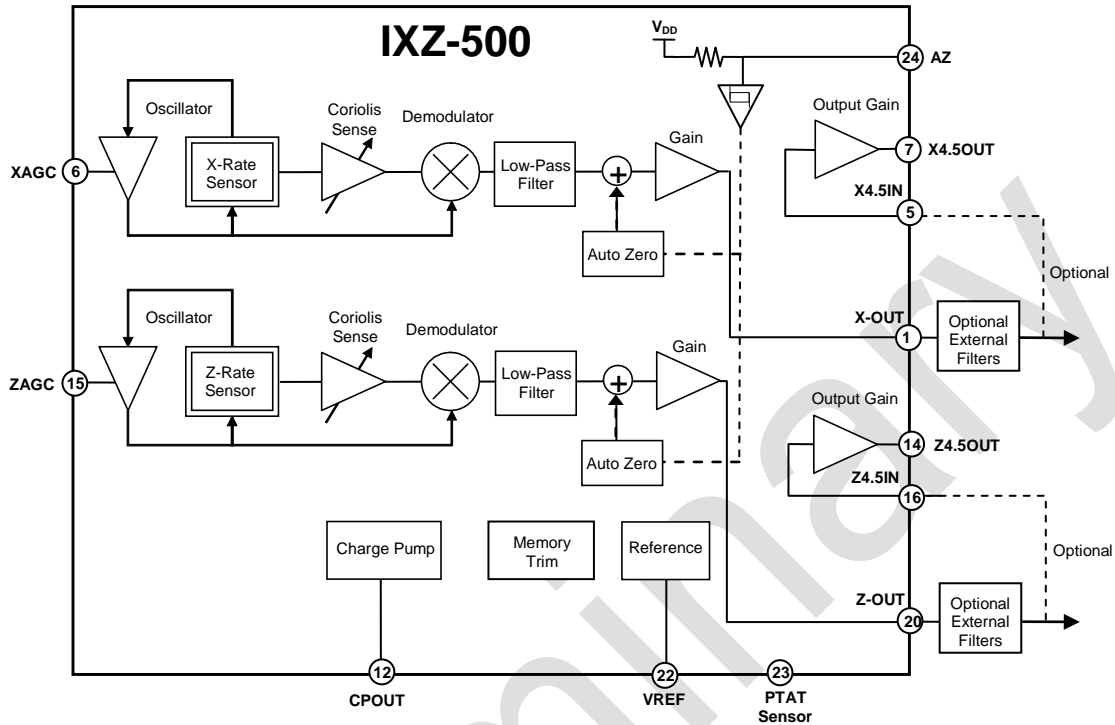 IXZ-500
VDD
24 AZ
Oscillator
Coriolis
Sense
Demodulator
Output Gain
Gain
XAGC 6
X-Rate
Sensor
Low-Pass
Filter
+
7 X4.5OUT
X4.5IN
5
Auto Zero
Optional
Oscillator
Coriolis
Sense
Demodulator
X-OUT
1
Optional
External
Filters
Gain
ZAGC 15
Z-Rate
Sensor
Low-Pass
Filter
+
Output Gain
14 Z4.5OUT
Z4.5IN
16
Auto Zero
Charge Pump
Memory
Trim
Reference
Optional
Z-OUT
20
Optional
External
Filters
12
CPOUT
22
VREF
23
PTAT
Sensor
minary